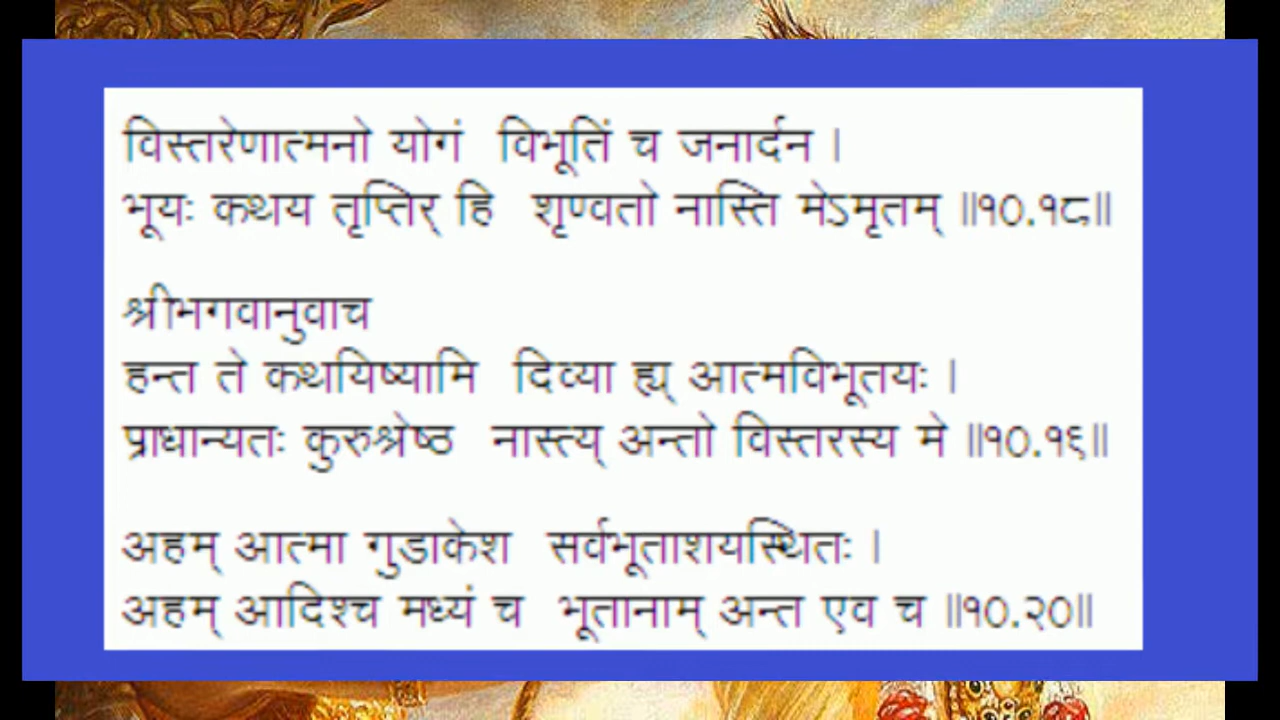 विस्तरेणात्मनो योगं विभूतिं च जनार्दन ।
भूयः कथय तृप्तिर् हि शृण्वतो नास्ति मेऽमृतम् ॥१०.१८॥
श्रीभगवानुवाच
हन्त ते कथयिष्यामि दिव्या ह्य् आत्मविभूतयः ।
प्राधान्यतः कुरुश्रेष्ठ नास्त्य् अन्तो विस्तरस्य मे ॥१०.१९॥
अहम् आत्मा गुडाकेश सर्वभूताशयस्थितः ।
अहम् आदिश्च मध्यं च भूतानाम् अन्त एव च ॥१०.२०॥